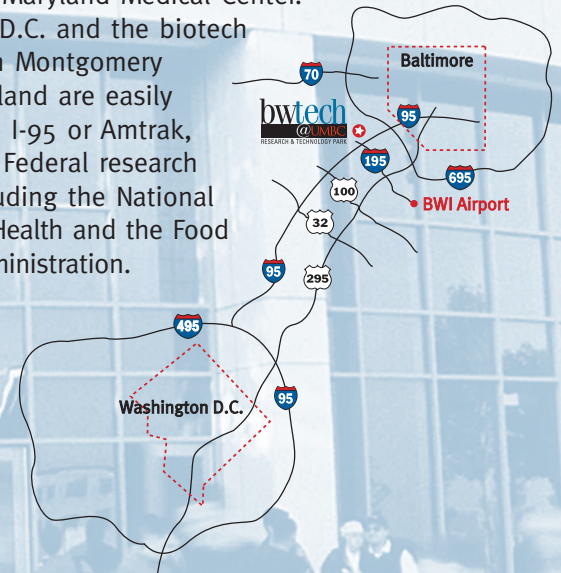 Maryland Medical Center.
D.C. and the biotech
Montgomery
land are easily
I-95 or Amtrak,
Federal research
uding the National
Health and the Food
ministration.
70
Baltimore
bwtech
@UMBC
RESEARCH & TECHNOLOGY PARK
95
195
695
100
BWI Airport
32
95
295
495
95
Washington D.C.